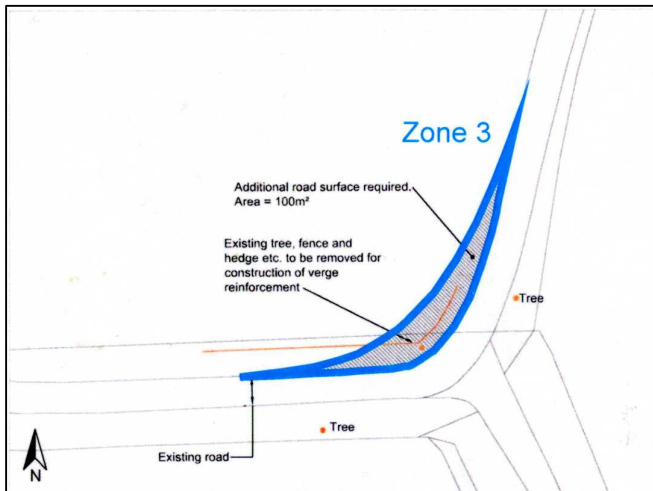 Zone 3
Additional road surface required.
Area = 100m²
Existing tree, fence and
hedge etc. to be removed for
construction of verge
reinforcement
Tree
Tree
Existing road
N